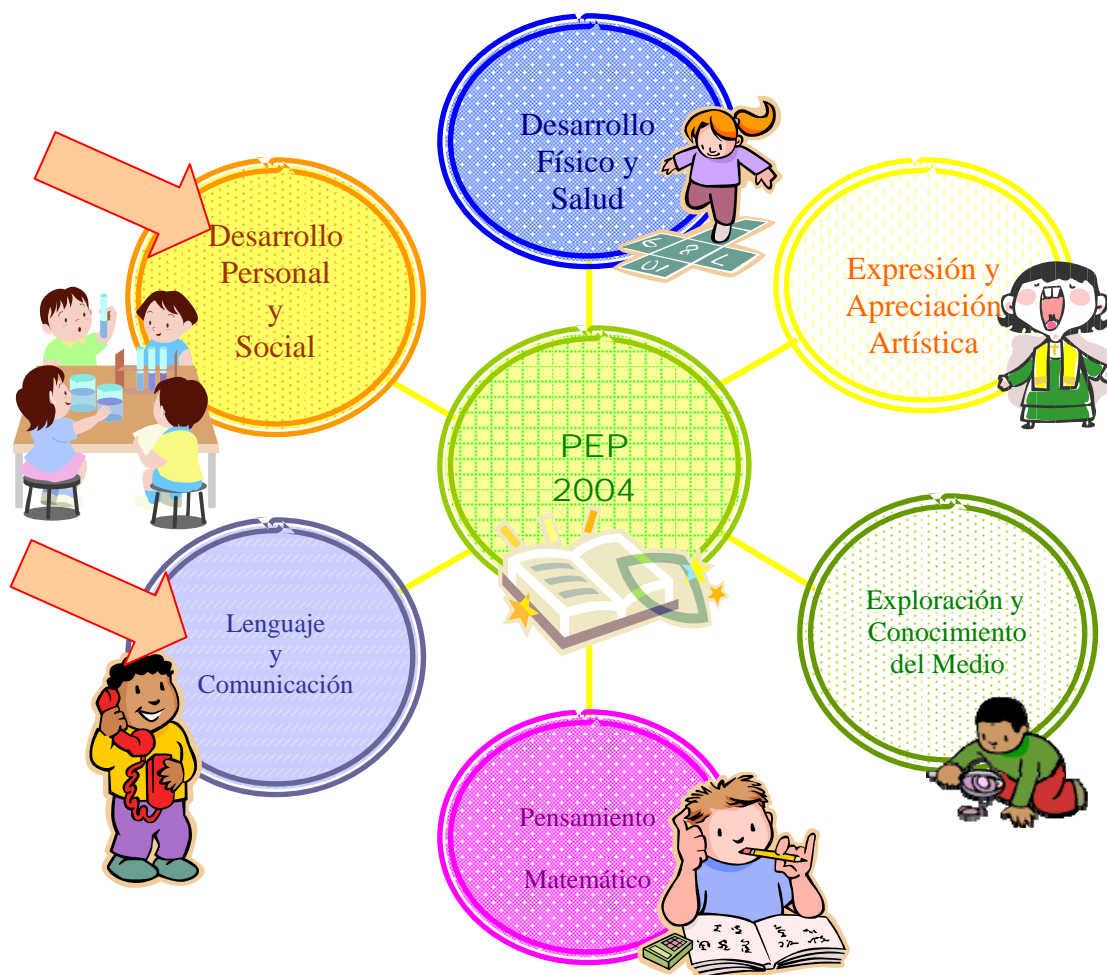 Desarrollo
Físico y
Salud
Desarrollo
Personal
y
Social
Expresión y
Apreciación
Artística
PEP
2004
Lenguaje
y
Comunicación
Exploración y
Conocimiento
del Medio
Pensamiento
Matemático